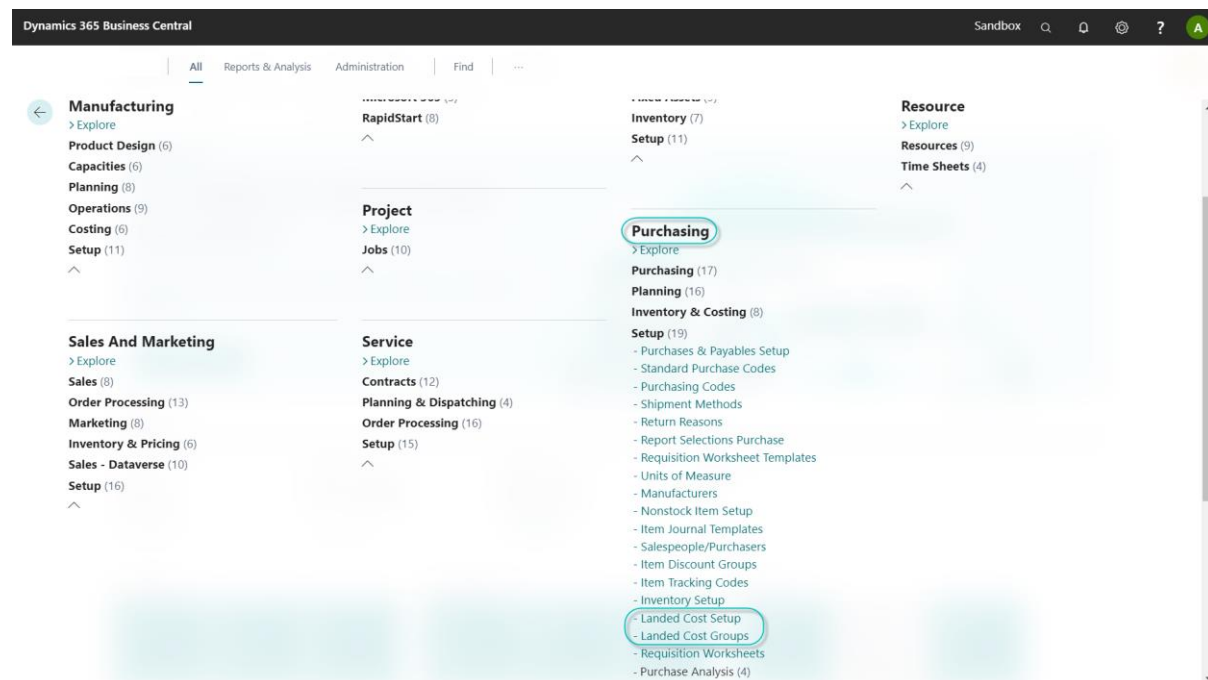 Dynamics 365 Business Central
Sandbox
?
A
All Reports & Analysis Administration Find ...
Manufacturing
> Explore
Product Design (6)
Capacities (6)
Planning (8)
Operations (9)
Costing (6)
Setup (11)
Sales And Marketing
> Explore
Sales (8)
Order Processing (13)
Marketing (8)
Inventory & Pricing (6)
Sales - Dataverse (10)
Setup (16)
RapidStart (8)
Project
> Explore
Jobs (10)
Service
> Explore
Contracts (12)
Planning & Dispatching (4)
Order Processing (16)
Setup (15)
Inventory (7)
Setup (11)
Purchasing
> Explore
Purchasing (17)
Planning (16)
Inventory & Costing (8)
Setup (19)
- Purchases & Payables Setup
- Standard Purchase Codes
- Purchasing Codes
- Shipment Methods
- Return Reasons
- Report Selections Purchase
- Requisition Worksheet Templates
- Units of Measure
- Manufacturers
- Nonstock Item Setup
- Item Journal Templates
- Salespeople/Purchasers
- Item Discount Groups
- Item Tracking Codes
- Inventory Setup
- Landed Cost Setup
- Landed Cost Groups
- Requisition Worksheets
- Purchase Analysis (4)
Resource
> Explore
Resources (9)
Time Sheets (4)